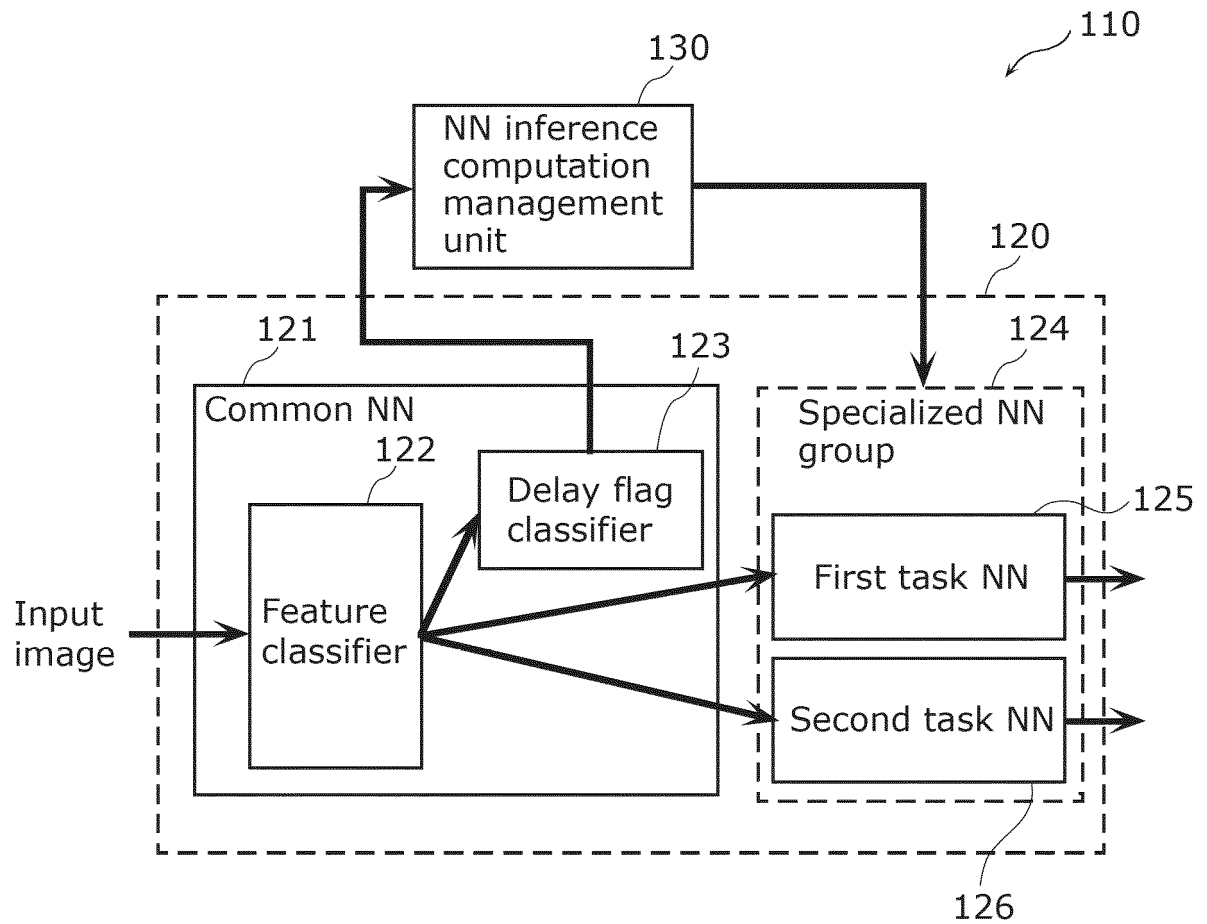 110
130
NN inference
computation
management
unit
120
121
123
124
Common NN
Specialized NN
group
122
Delay flag
classifier
125
First task NN
Input
image
Feature
classifier
Second task NN
126